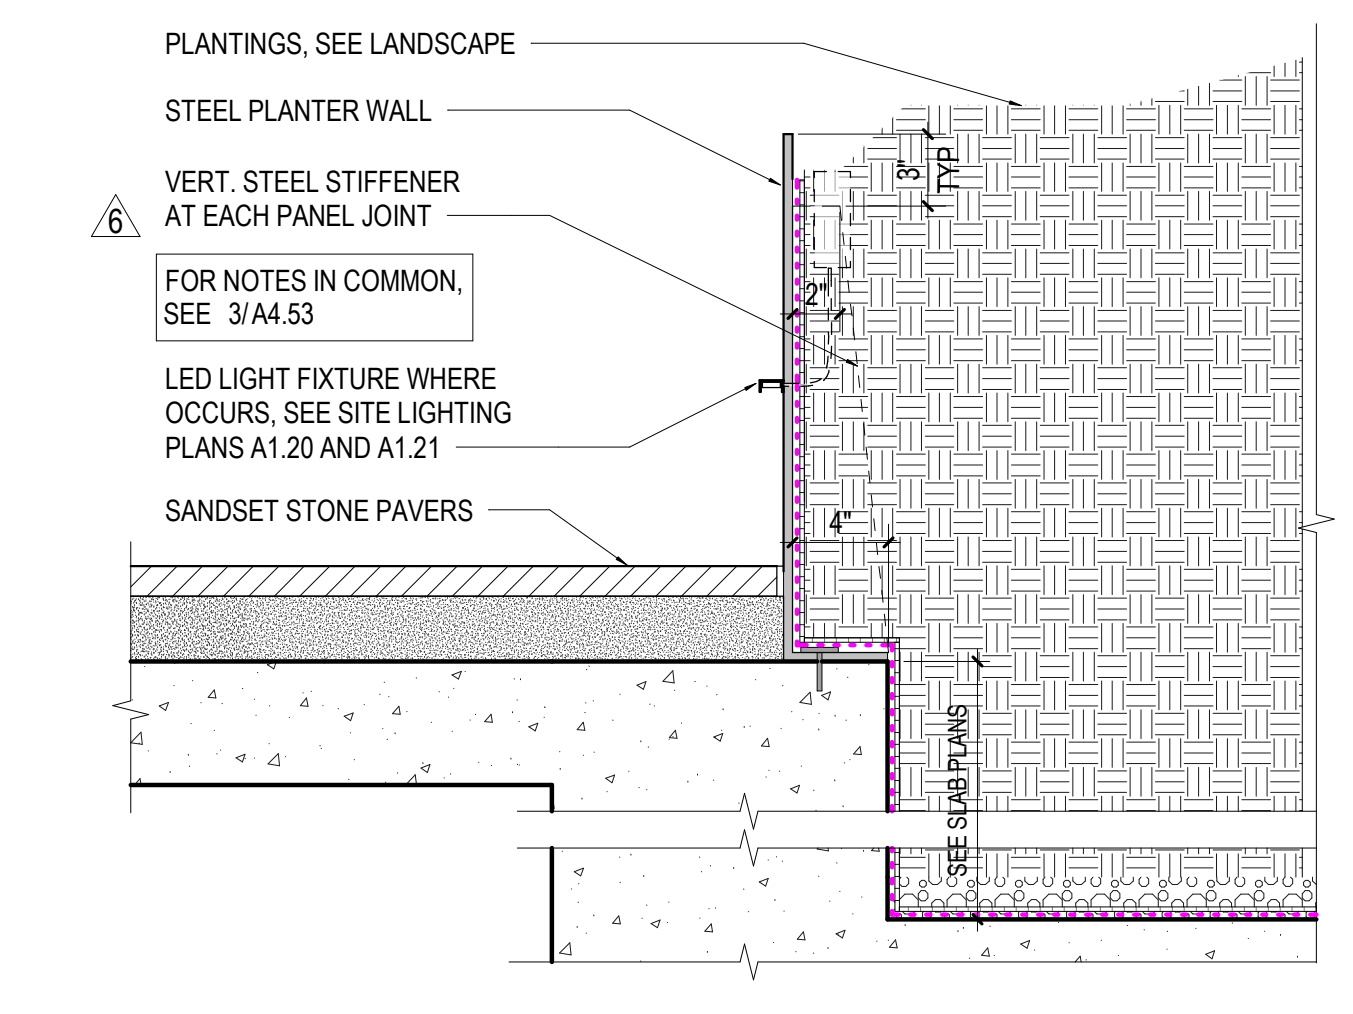 PLANTINGS, SEE LANDSCAPE
STEEL PLANTER WALL
VERT. STEEL STIFFENER
AT EACH PANEL JOINT
6
FOR NOTES IN COMMON,
SEE 3/A4.53
LED LIGHT FIXTURE WHERE
OCCURS, SEE SITE LIGHTING
PLANS A1.20 AND A1.21
SANDSET STONE PAVERS
3"
TYP
2"
4"
SEE SLAB PLANS